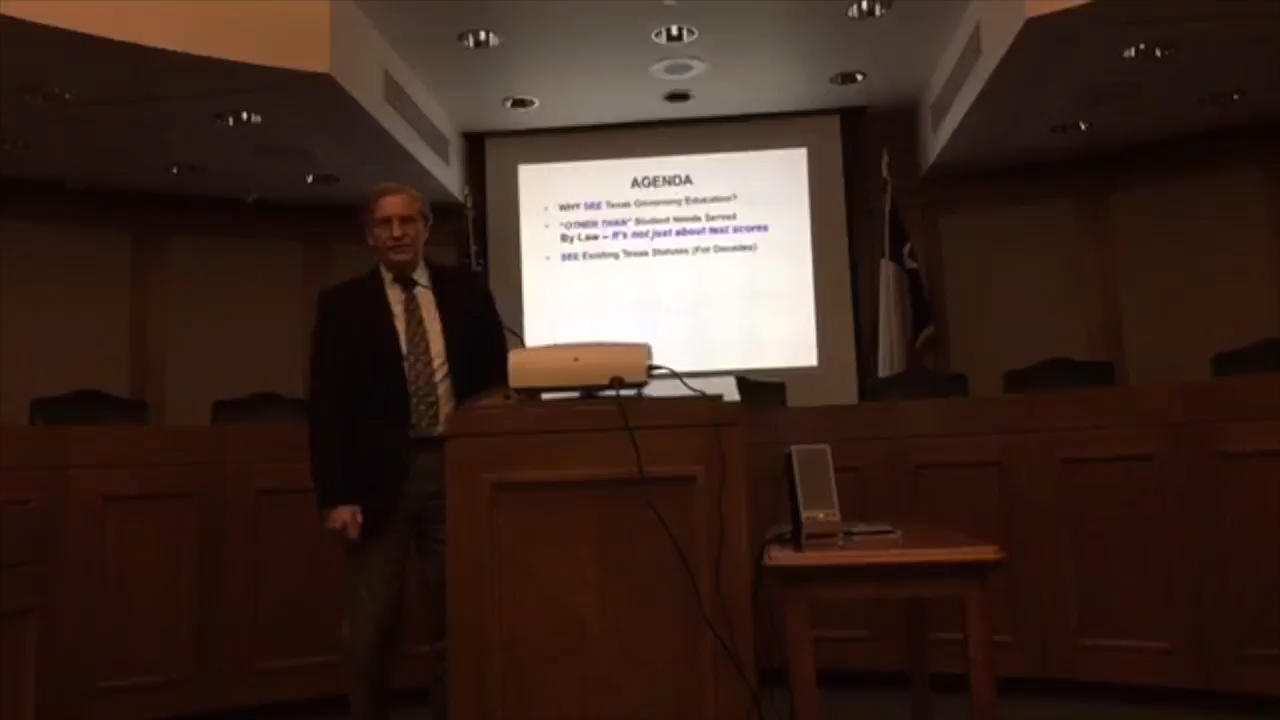 AGENDA
• WHY SEE Texas Governing Education?
• "OTHER THAN" Student Needs Served
By Law – it's not just about test scores
• SEE Existing Texas Statutes (For Decades)